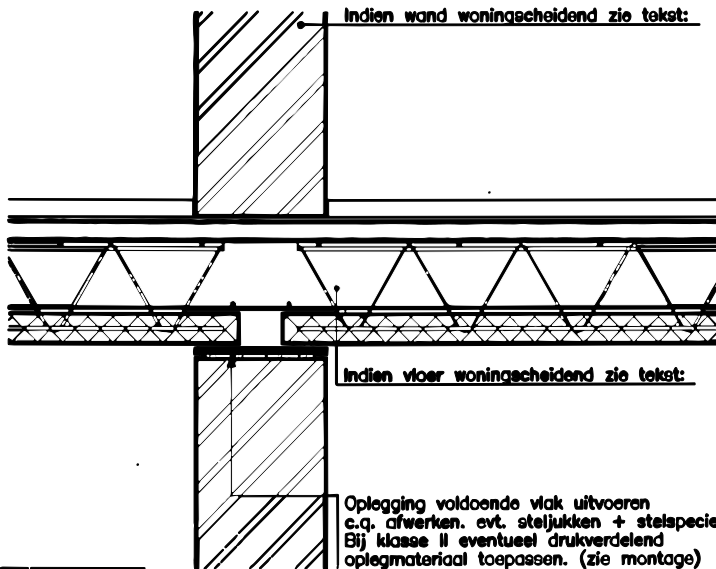 Indien wand woningscheidend zie tekst:
Indien vloer woningscheidend zie tekst:
Oplegging voldoende vlak uitvoeren
c.q. afwerken. evt. steljukken + stelspecie
Bij klasse II eventueel drukverdelend
oplegmateriaal toepassen. (zie montage)